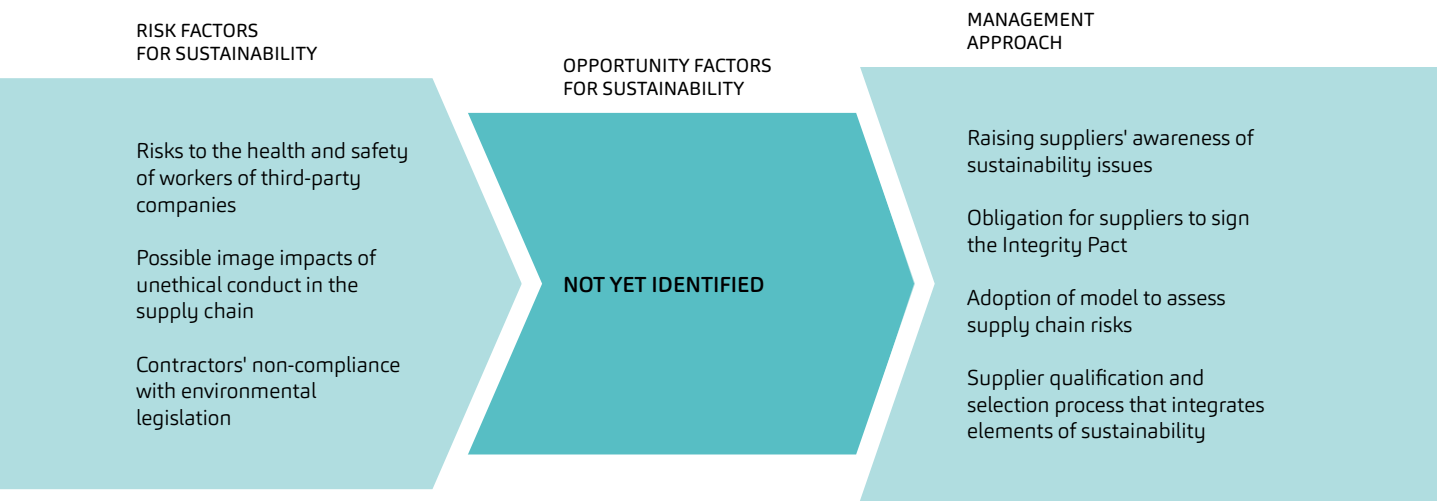 RISK FACTORS
FOR SUSTAINABILITY
Risks to the health and safety
of workers of third-party
companies
Possible image impacts of
unethical conduct in the
supply chain
Contractors' non-compliance
with environmental
legislation
OPPORTUNITY FACTORS
FOR SUSTAINABILITY
NOT YET IDENTIFIED
MANAGEMENT
APPROACH
Raising suppliers' awareness of
sustainability issues
Obligation for suppliers to sign
the Integrity Pact
Adoption of model to assess
supply chain risks
Supplier qualification and
selection process that integrates
elements of sustainability